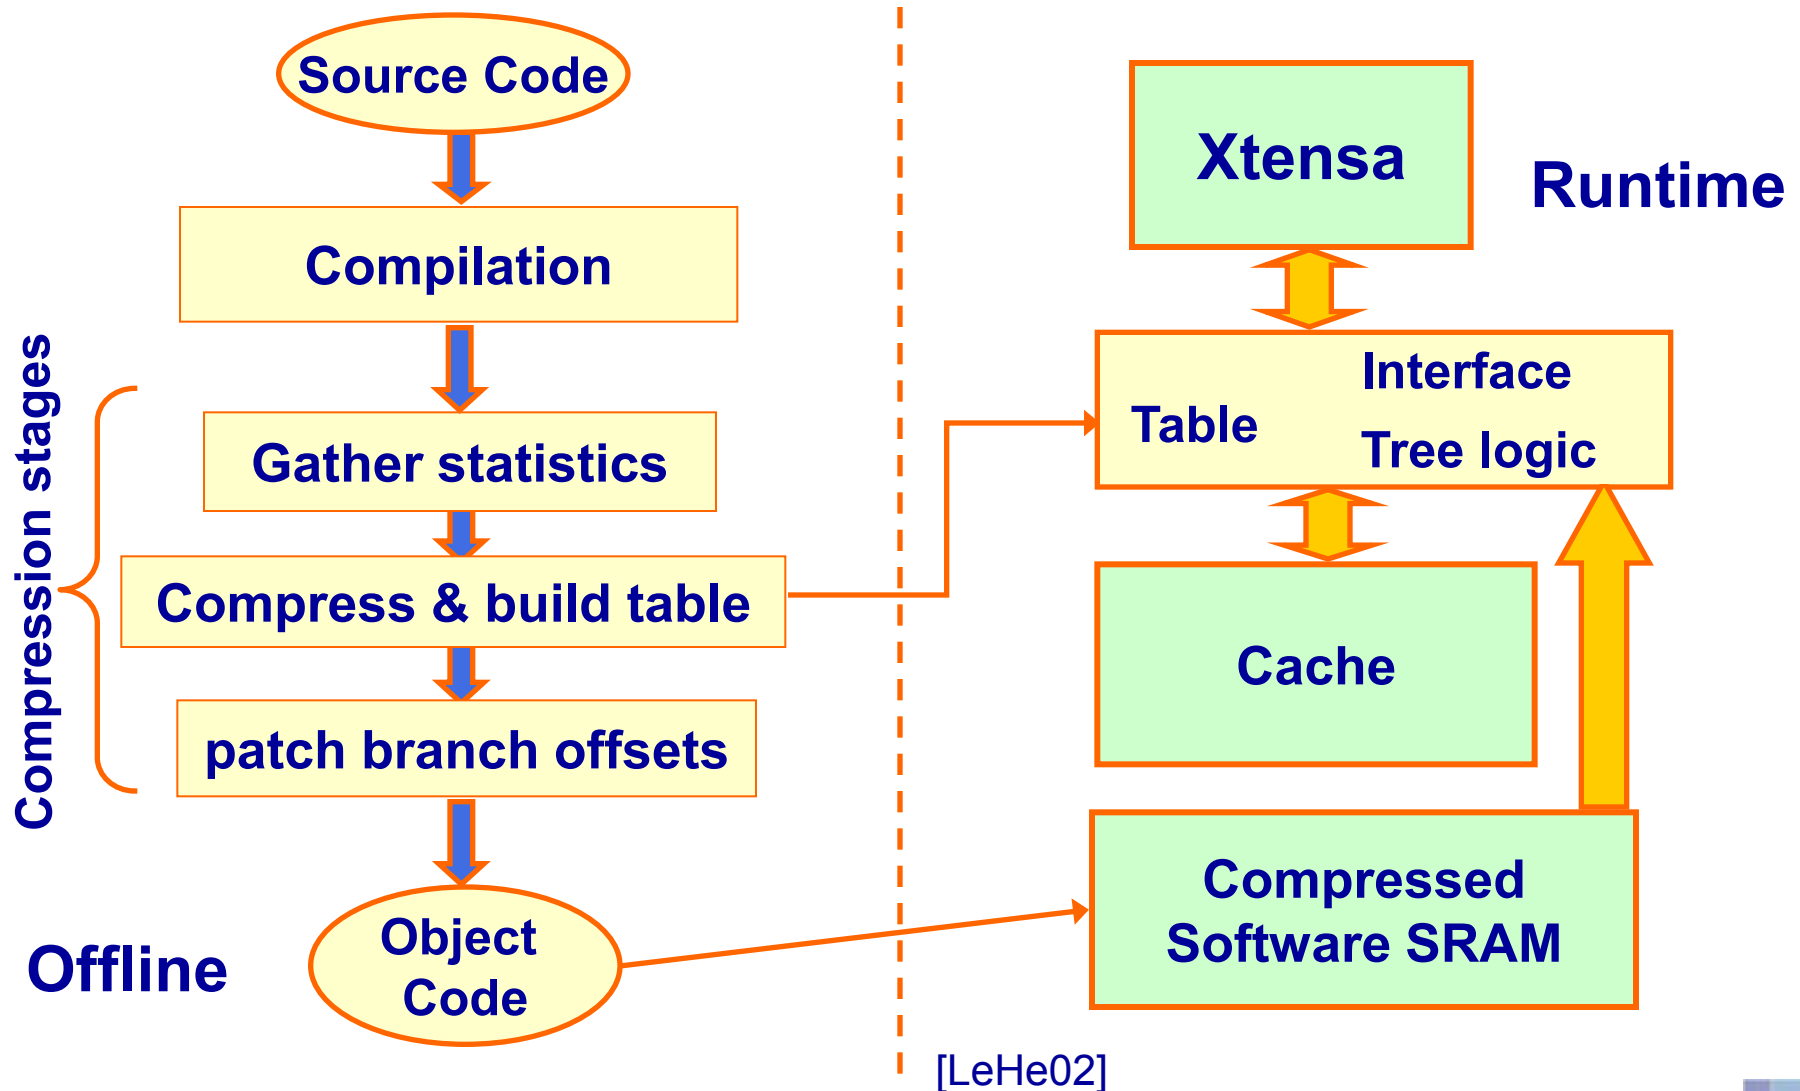 Source Code
Compilation
Compression stages
Gather statistics
Compress & build table
patch branch offsets
Offline
Object
Code
Xtensa
Runtime
Interface
Table
Tree logic
Cache
Compressed
Software SRAM
[LeHe02]